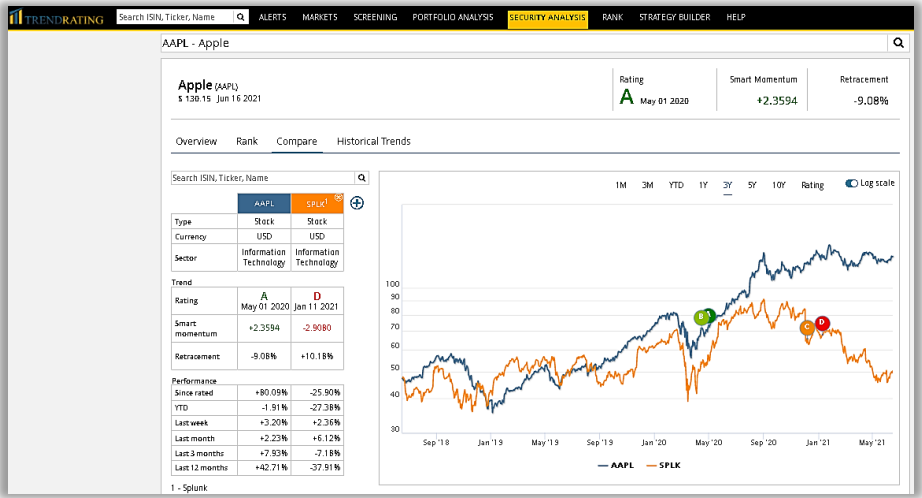 TRENDRATING
Search ISIN, Ticker, Name
ALERTS MARKETS SCREENING PORTFOLIO ANALYSIS SECURITY ANALYSIS RANK STRATEGY BUILDER HELP
AAPL - Apple
Apple (AAPL)
$ 130.15 Jun 16 2021
Rating
A May 01 2020
Smart Momentum
+2.3594
Retracement
-9.08%
Overview Rank Compare Historical Trends
Search ISIN, Ticker, Name
AAPL SPLK1
Type Stock Stock
Currency USD USD
Sector Information Technology Information Technology
Trend
Rating A May 01 2020 D Jan 11 2021
Smart momentum +2.3594 -2.9080
Retracement -9.08% +10.18%
Performance
Since rated +80.09% -25.90%
YTD -1.91% -27.38%
Last week +3.20% +2.36%
Last month +2.23% +6.12%
Last 3 months +7.93% -7.18%
Last 12 months +42.71% -37.91%
1 - Splunk
1M 3M YTD 1Y 3Y 5Y 10Y Rating Log scale
100
90
80
70
60
50
40
30
B A C D
Sep '18 Jan '19 May '19 Sep '19 Jan '20 May '20 Sep '20 Jan '21 May '21
AAPL SPLK